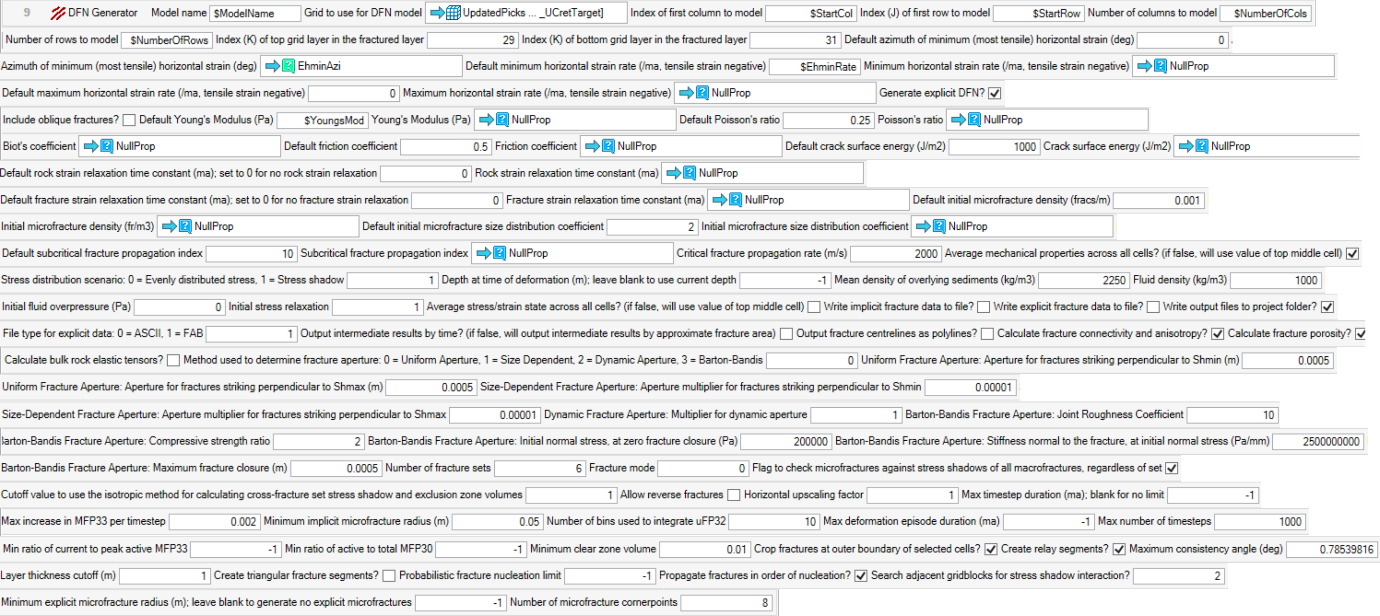 9 DFN Generator Model name $ModelName Grid to use for DFN model UpdatedPicks ... _UCretTarget] Index of first column to model $StartCol Index (J) of first row to model $StartRow Number of columns to model $NumberOfCols
Number of rows to model $NumberOfRows Index (K) of top grid layer in the fractured layer 29 Index (K) of bottom grid layer in the fractured layer 31 Default azimuth of minimum (most tensile) horizontal strain (deg) 0 .
Azimuth of minimum (most tensile) horizontal strain (deg) EhminAzi Default minimum horizontal strain rate (/ma, tensile strain negative) $EhminRate Minimum horizontal strain rate (/ma, tensile strain negative) NullProp
Default maximum horizontal strain rate (/ma, tensile strain negative) 0 Maximum horizontal strain rate (/ma, tensile strain negative) NullProp Generate explicit DFN?
Include oblique fractures? Default Young's Modulus (Pa) $YoungsMod Young's Modulus (Pa) NullProp Default Poisson's ratio 0.25 Poisson's ratio NullProp
Biot's coefficient NullProp Default friction coefficient 0.5 Friction coefficient NullProp Default crack surface energy (J/m2) 1000 Crack surface energy (J/m2) NullProp
Default rock strain relaxation time constant (ma); set to 0 for no rock strain relaxation 0 Rock strain relaxation time constant (ma) NullProp
Default fracture strain relaxation time constant (ma); set to 0 for no fracture strain relaxation 0 Fracture strain relaxation time constant (ma) NullProp Default initial microfracture density (fracs/m) 0.001
Initial microfracture density (fr/m3) NullProp Default initial microfracture size distribution coefficient 2 Initial microfracture size distribution coefficient NullProp
Default subcritical fracture propagation index 10 Subcritical fracture propagation index NullProp Critical fracture propagation rate (m/s) 2000 Average mechanical properties across all cells? (if false, will use value of top middle cell)
Stress distribution scenario: 0 = Evenly distributed stress, 1 = Stress shadow 1 Depth at time of deformation (m); leave blank to use current depth -1 Mean density of overlying sediments (kg/m3) 2250 Fluid density (kg/m3) 1000
Initial fluid overpressure (Pa) 0 Initial stress relaxation 1 Average stress/strain state across all cells? (if false, will use value of top middle cell) Write implicit fracture data to file? Write explicit fracture data to file? Write output files to project folder?
File type for explicit data: 0 = ASCII, 1 = FAB 1 Output intermediate results by time? (if false, will output intermediate results by approximate fracture area) Output fracture centrelines as polylines? Calculate fracture connectivity and anisotropy? Calculate fracture porosity?
Calculate bulk rock elastic tensors? Method used to determine fracture aperture: 0 = Uniform Aperture, 1 = Size Dependent, 2 = Dynamic Aperture, 3 = Barton-Bandis 0 Uniform Fracture Aperture: Aperture for fractures striking perpendicular to Shmin (m) 0.0005
Uniform Fracture Aperture: Aperture for fractures striking perpendicular to Shmax (m) 0.0005 Size-Dependent Fracture Aperture: Aperture multiplier for fractures striking perpendicular to Shmin 0.00001
Size-Dependent Fracture Aperture: Aperture multiplier for fractures striking perpendicular to Shmax 0.00001 Dynamic Fracture Aperture: Multiplier for dynamic aperture 1 Barton-Bandis Fracture Aperture: Joint Roughness Coefficient 10
arton-Bandis Fracture Aperture: Compressive strength ratio 2 Barton-Bandis Fracture Aperture: Initial normal stress, at zero fracture closure (Pa) 200000 Barton-Bandis Fracture Aperture: Stiffness normal to the fracture, at initial normal stress (Pa/mm) 2500000000
Barton-Bandis Fracture Aperture: Maximum fracture closure (m) 0.0005 Number of fracture sets 6 Fracture mode 0 Flag to check microfractures against stress shadows of all macrofractures, regardless of set
Cutoff value to use the isotropic method for calculating cross-fracture set stress shadow and exclusion zone volumes 1 Allow reverse fractures Horizontal upscaling factor 1 Max timestep duration (ma); blank for no limit -1
Max increase in MFP33 per timestep 0.002 Minimum implicit microfracture radius (m) 0.05 Number of bins used to integrate uFP32 10 Max deformation episode duration (ma) -1 Max number of timesteps 1000
Min ratio of current to peak active MFP33 -1 Min ratio of active to total MFP30 -1 Minimum clear zone volume 0.01 Crop fractures at outer boundary of selected cells? Create relay segments? Maximum consistency angle (deg) 0.78539816
Layer thickness cutoff (m) 1 Create triangular fracture segments? Probabilistic fracture nucleation limit -1 Propagate fractures in order of nucleation? Search adjacent gridblocks for stress shadow interaction? 2
Minimum explicit microfracture radius (m); leave blank to generate no explicit microfractures -1 Number of microfracture cornerpoints 8